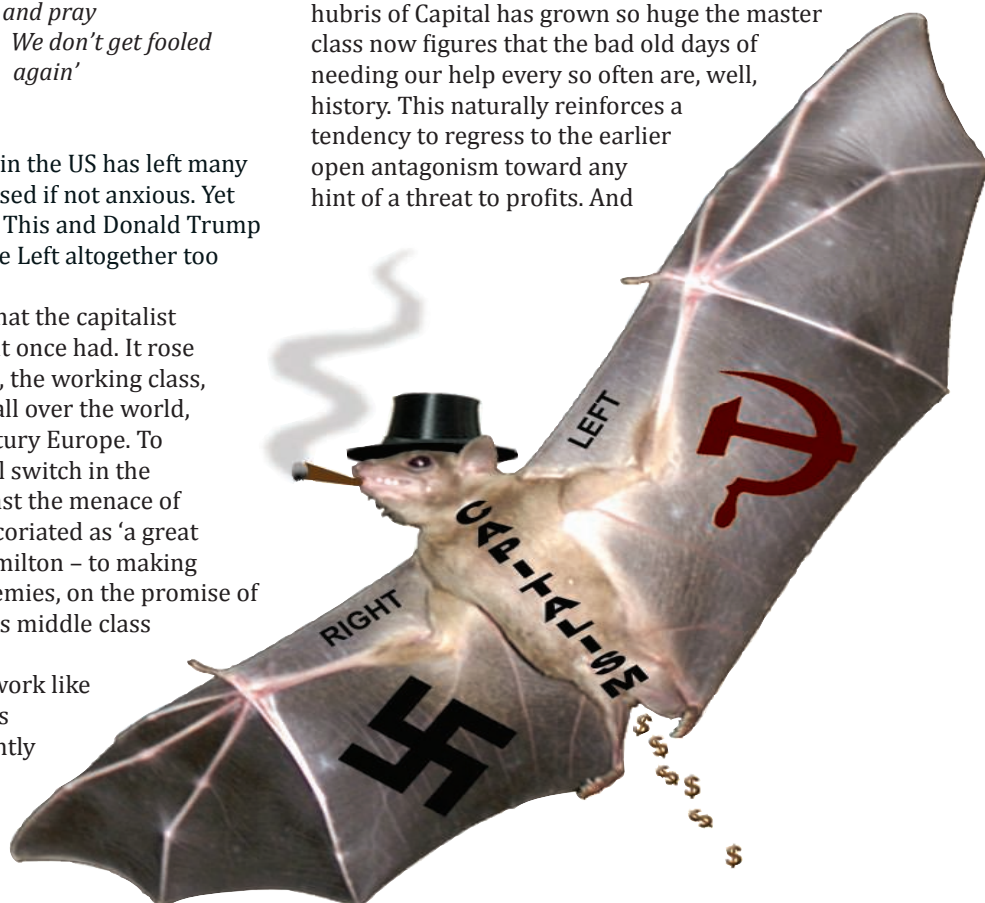 and pray
We don’t get fooled
again’
in the US has left many
sed if not anxious. Yet
This and Donald Trump
e Left altogether too
hat the capitalist
t once had. It rose
, the working class,
all over the world,
tury Europe. To
l switch in the
nst the menace of
coriated as ‘a great
milton – to making
emies, on the promise of
s middle class
work like
s
ntly
hubris of Capital has grown so huge the master
class now figures that the bad old days of
needing our help every so often are, well,
history. This naturally reinforces a
tendency to regress to the earlier
open antagonism toward any
hint of a threat to profits. And
LEFT
CAPITALISM
RIGHT
$
$
$
$
$
$